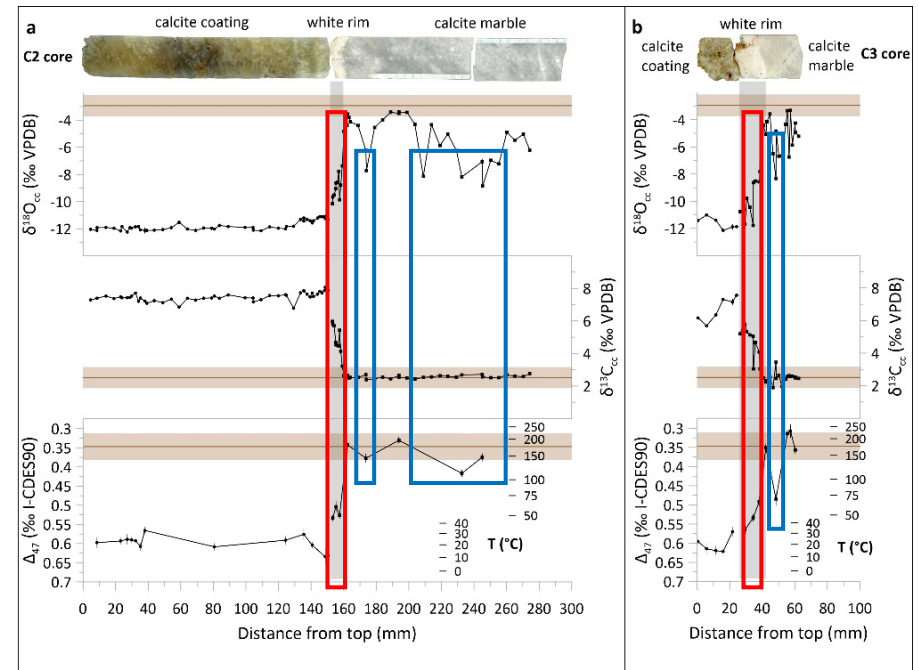 a
calcite coating
white rim
calcite marble
C2 core
-4
-6
-8
-10
-12
δ18Occ (‰ VPDB)
8
6
4
2
δ13Ccc (‰ VPDB)
0.3
0.35
0.4
0.45
0.5
0.55
0.6
0.65
0.7
Δ47 (‰ I-CDES90)
250
200
150
100
75
50
40
30
20
10
0
T (°C)
0 20 40 60 80 100 120 140 160 180 200 220 240 260 280 300
Distance from top (mm)
b
white rim
calcite
coating
calcite
marble
C3 core
-4
-6
-8
-10
-12
δ18Occ (‰ VPDB)
8
6
4
2
δ13Ccc (‰ VPDB)
0.3
0.35
0.4
0.45
0.5
0.55
0.6
0.65
0.7
Δ47 (‰ I-CDES90)
250
200
150
100
75
50
40
30
20
10
0
T (°C)
0 20 40 60 80 100
Distance from top (mm)